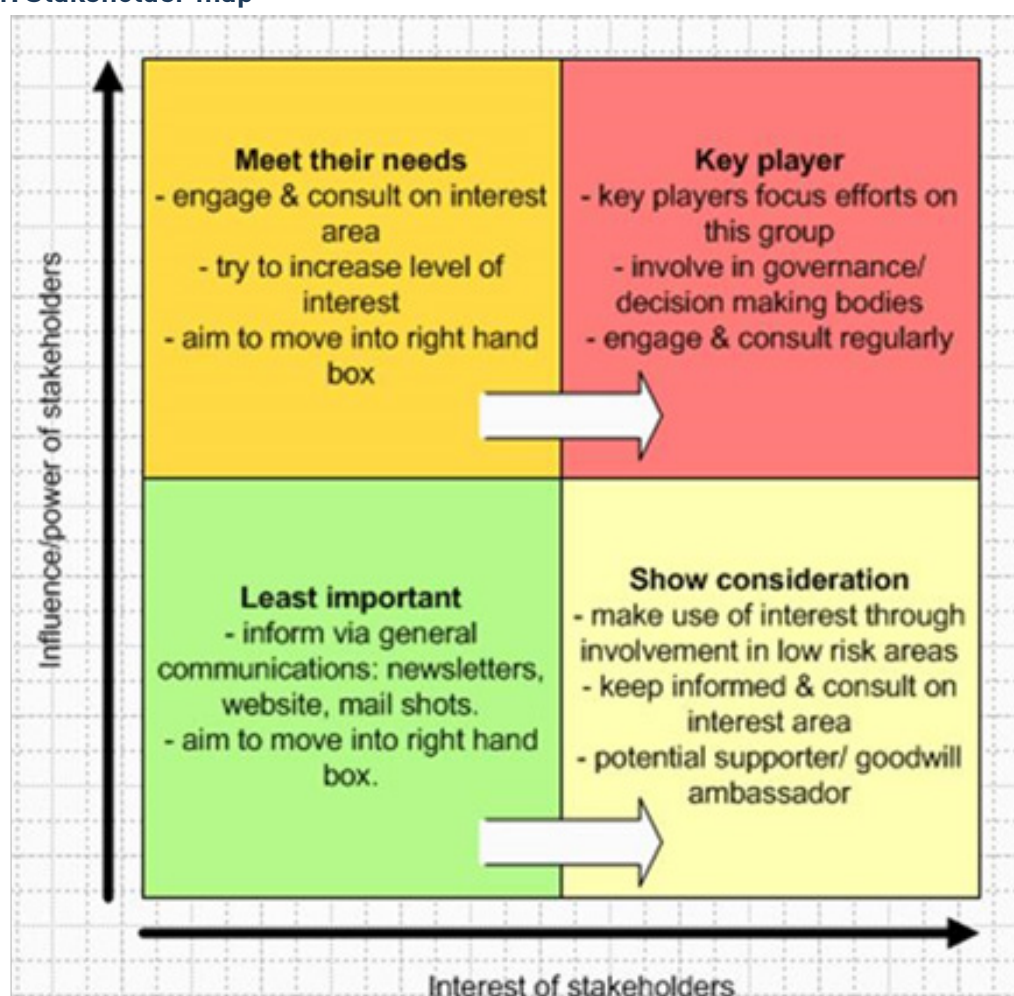 Stakeholder map
Meet their needs
- engage & consult on interest
area
- try to increase level of
interest
- aim to move into right hand
box
Key player
- key players focus efforts on
this group
- involve in governance/
decision making bodies
- engage & consult regularly
Least important
- inform via general
communications: newsletters,
website, mail shots.
- aim to move into right hand
box.
Show consideration
- make use of interest through
involvement in low risk areas
- keep informed & consult on
interest area
- potential supporter/ goodwill
ambassador
Influence/power of stakeholders
Interest of stakeholders